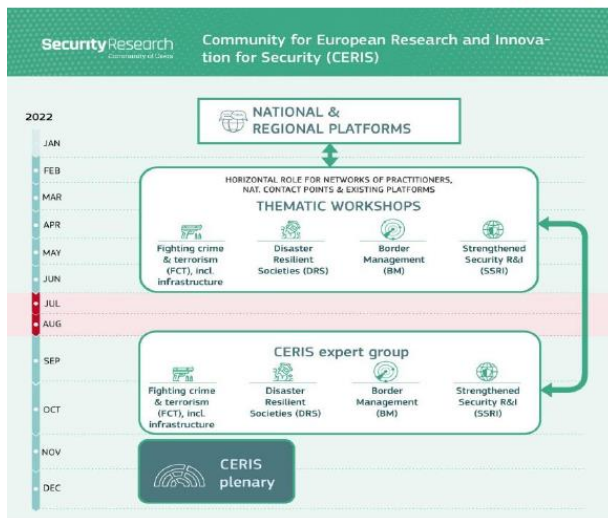 Security Research
Community of Users
Community for European Research and Innova-
tion for Security (CERIS)
2022
JAN
FEB
MAR
APR
MAY
JUN
JUL
AUG
SEP
OCT
NOV
DEC
NATIONAL &
REGIONAL PLATFORMS
HORIZONTAL ROLE FOR NETWORKS OF PRACTITIONERS,
NAT. CONTACT POINTS & EXISTING PLATFORMS
THEMATIC WORKSHOPS
Fighting crime
& terrorism
(FCT), incl.
infrastructure
Disaster
Resilient
Societies (DRS)
Border
Management
(BM)
Strengthened
Security R&I
(SSRI)
CERIS expert group
Fighting crime
& terrorism
(FCT), incl.
infrastructure
Disaster
Resilient
Societies (DRS)
Border
Management
(BM)
Strengthened
Security R&I
(SSRI)
CERIS
plenary